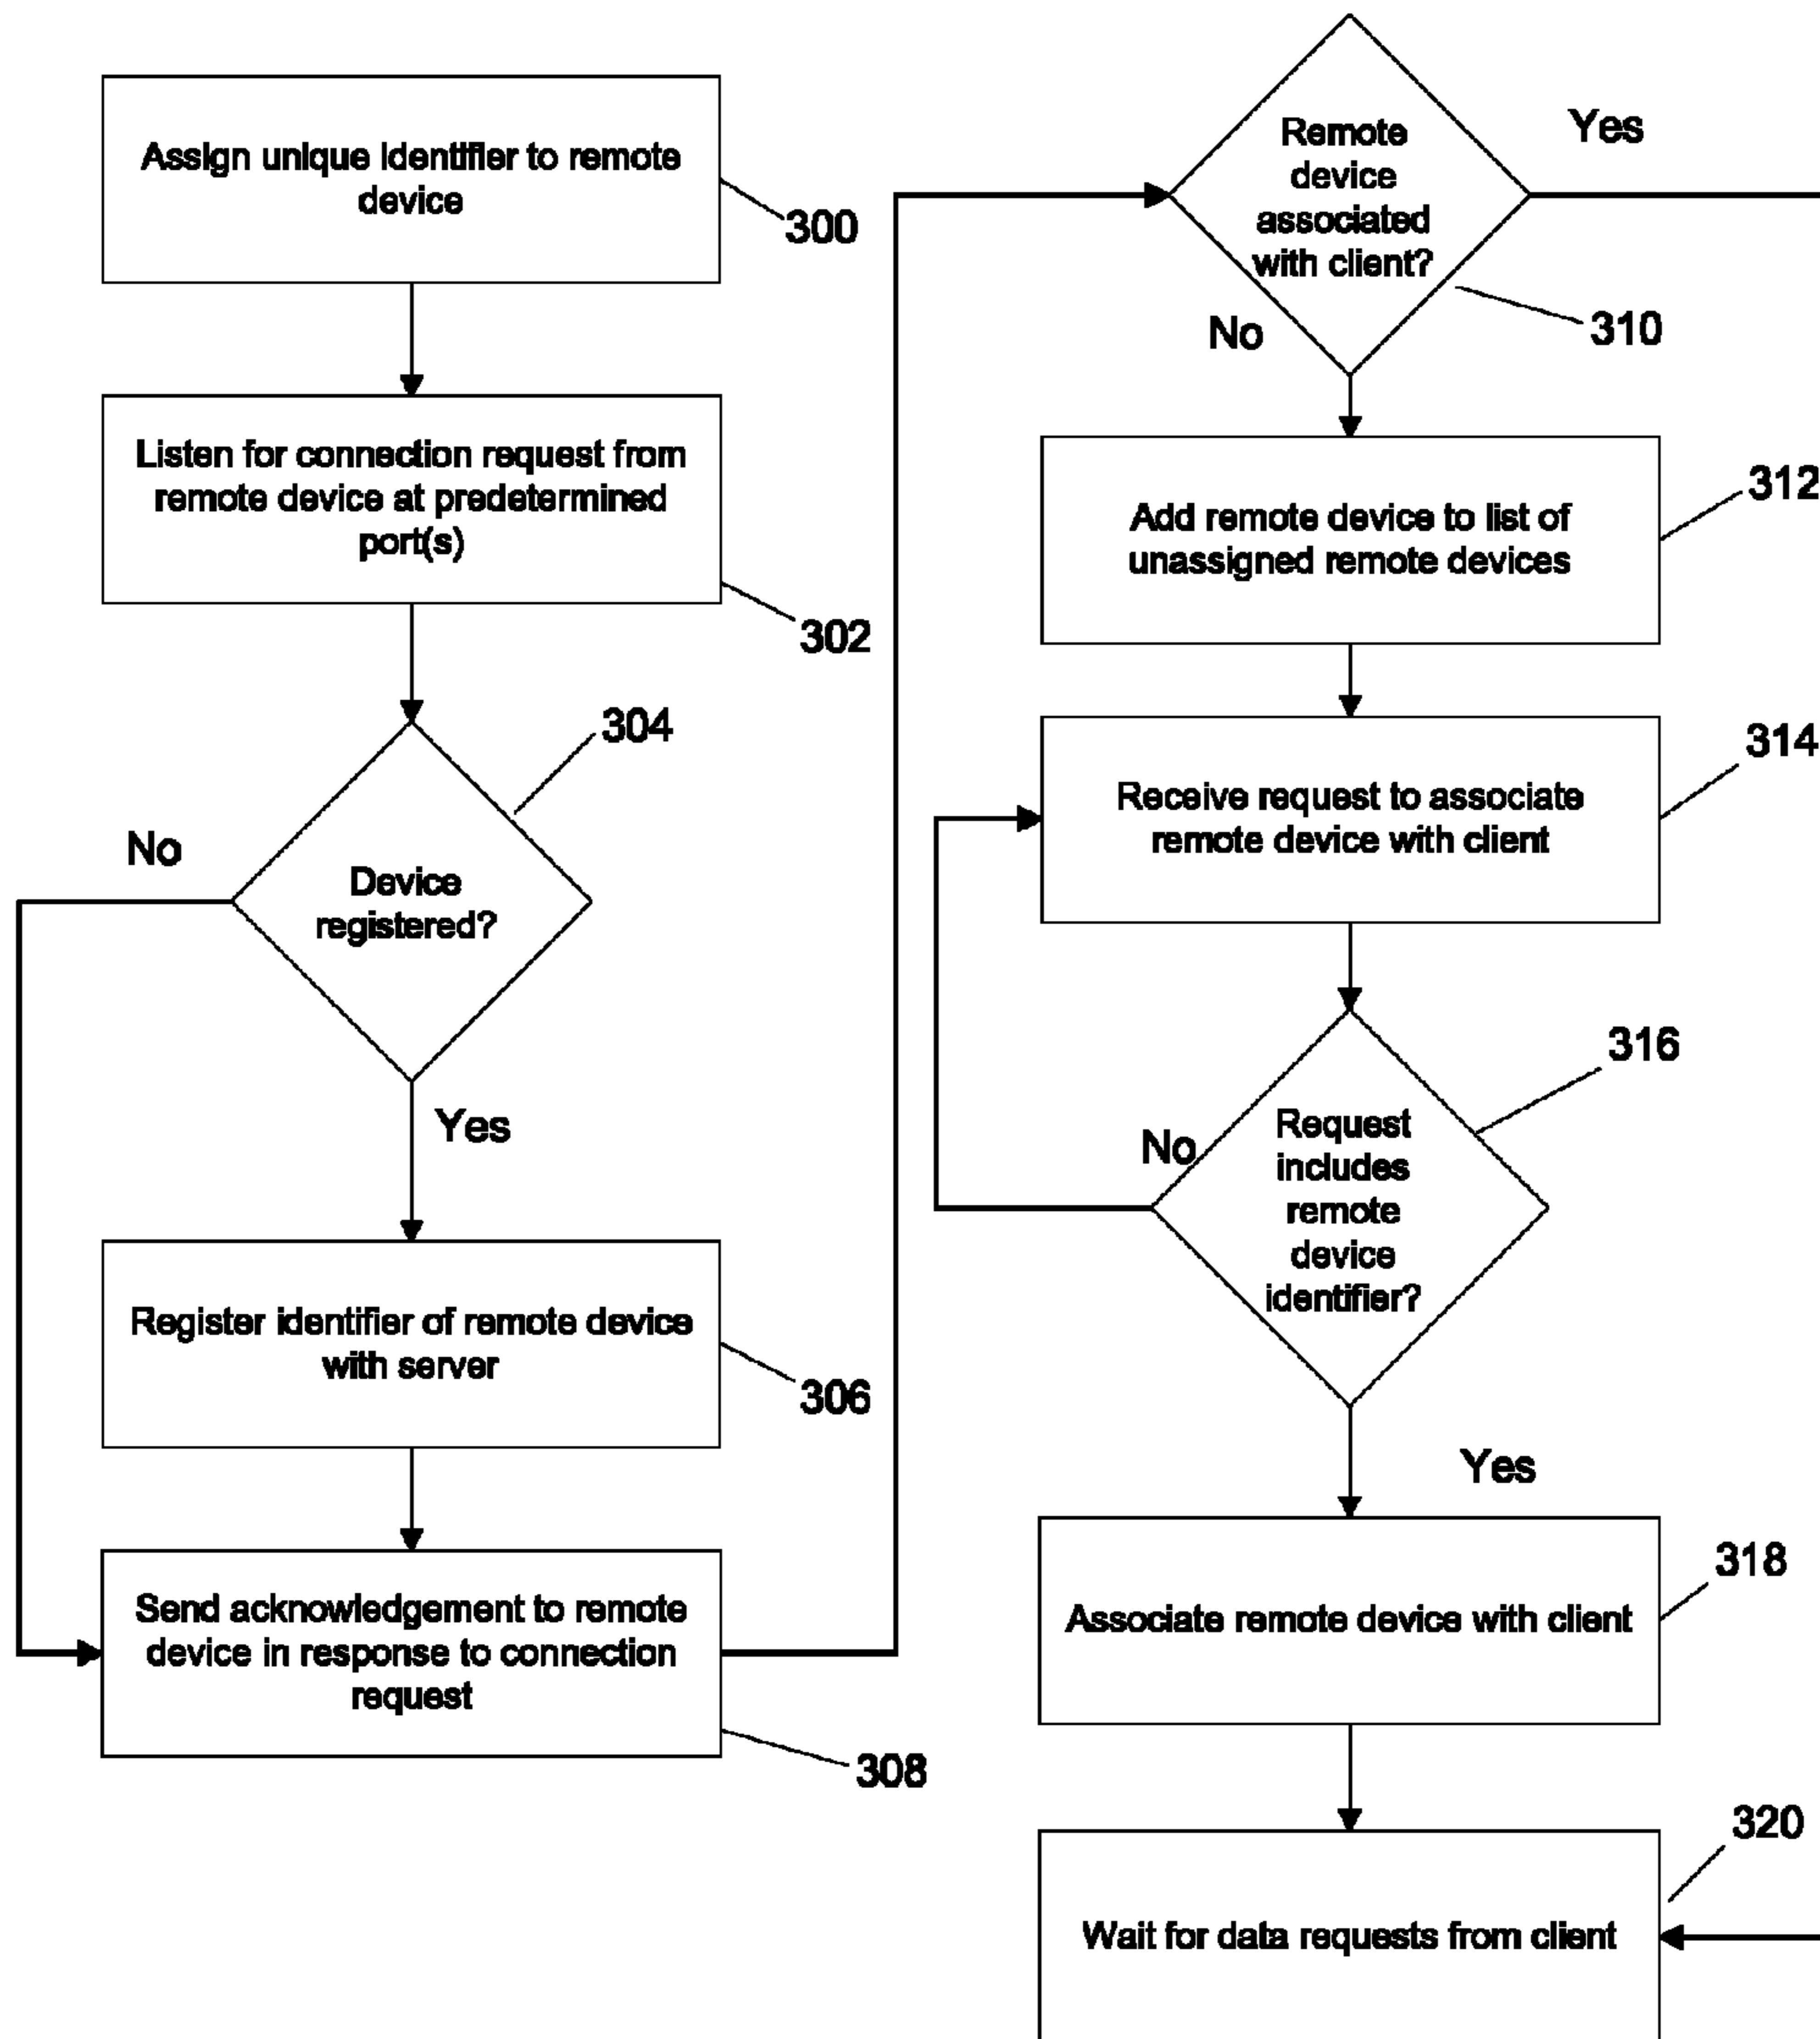 Assign unique identifier to remote
device
300
Listen for connection request from
remote device at predetermined
port(s)
302
304
No
Device
registered?
Yes
Register identifier of remote device
with server
306
Send acknowledgement to remote
device in response to connection
request
308
Remote
device
associated
with client?
Yes
No
310
312
Add remote device to list of
unassigned remote devices
314
Receive request to associate
remote device with client
316
No
Request
includes
remote
device
identifier?
Yes
318
Associate remote device with client
320
Wait for data requests from client